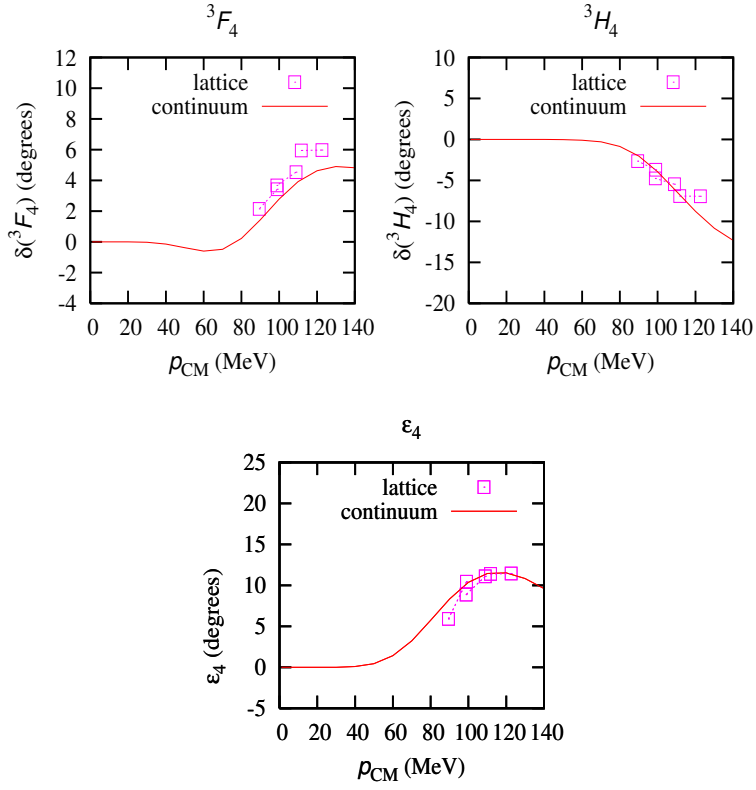 ³F₄
12
10
8
6
4
2
0
-2
-4
0 20 40 60 80 100 120 140
δ(³F₄) (degrees)
p_CM (MeV)
lattice
continuum
³H₄
10
5
0
-5
-10
-15
-20
0 20 40 60 80 100 120 140
δ(³H₄) (degrees)
p_CM (MeV)
lattice
continuum
ε₄
25
20
15
10
5
0
-5
0 20 40 60 80 100 120 140
ε₄ (degrees)
p_CM (MeV)
lattice
continuum